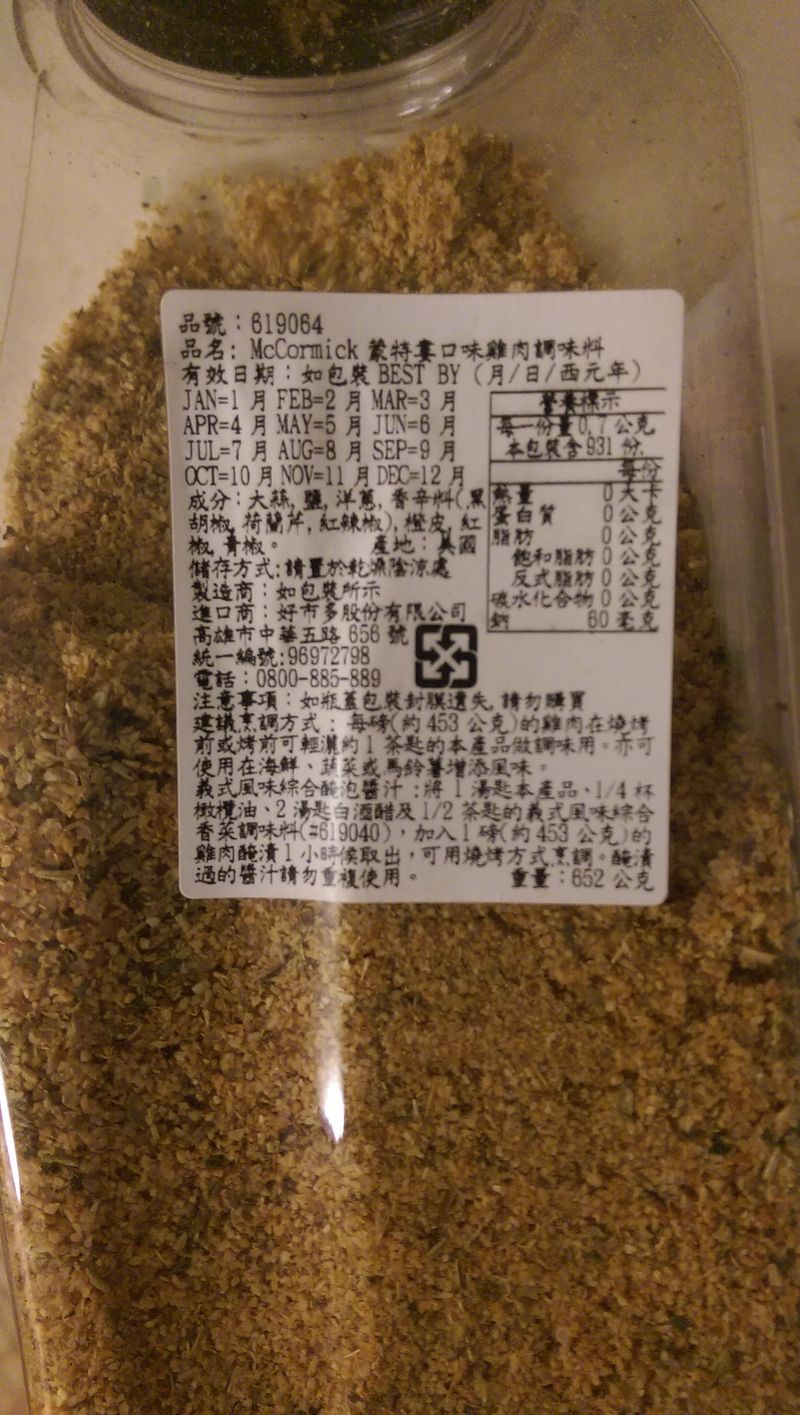 品號：619064
品名: McCormick 蒙特婁口味雞肉調味料
有效日期：如包裝 BEST BY（月/日/西元年）
JAN=1 月 FEB=2 月 MAR=3 月
APR=4 月 MAY=5 月 JUN=6 月
JUL=7 月 AUG=8 月 SEP=9 月
OCT=10 月 NOV=11 月 DEC=12 月
成分：大蒜, 鹽, 洋蔥, 香辛料(黑
胡椒, 荷蘭芹, 紅辣椒), 橙皮, 紅
椒, 青椒。 產地：美國
儲存方式:請置於乾燥陰涼處
製造商：如包裝所示
進口商：好市多股份有限公司
高雄市中華五路 656 號
統一編號:96972798
電話：0800-885-889
營養標示
每一份量 0.7 公克
本包裝含 931 份
每份
熱量 0 大卡
蛋白質 0 公克
脂肪 0 公克
飽和脂肪 0 公克
反式脂肪 0 公克
碳水化合物 0 公克
鈉 60 毫克
注意事項：如瓶蓋包裝封膜遺失, 請勿購買
建議烹調方式：每磅(約 453 公克)的雞肉在燒烤
前或烤前可輕灑約 1 茶匙的本產品做調味用。亦可
使用在海鮮、蔬菜或馬鈴薯增添風味。
義式風味綜合醃泡醬汁:將 1 湯匙本產品、1/4 杯
橄欖油、2 湯匙白酒醋及 1/2 茶匙的義式風味綜合
香菜調味料(#619040)，加入 1 磅(約 453 公克)的
雞肉醃漬 1 小時候取出，可用燒烤方式烹調。醃漬
過的醬汁請勿重複使用。 重量：652 公克